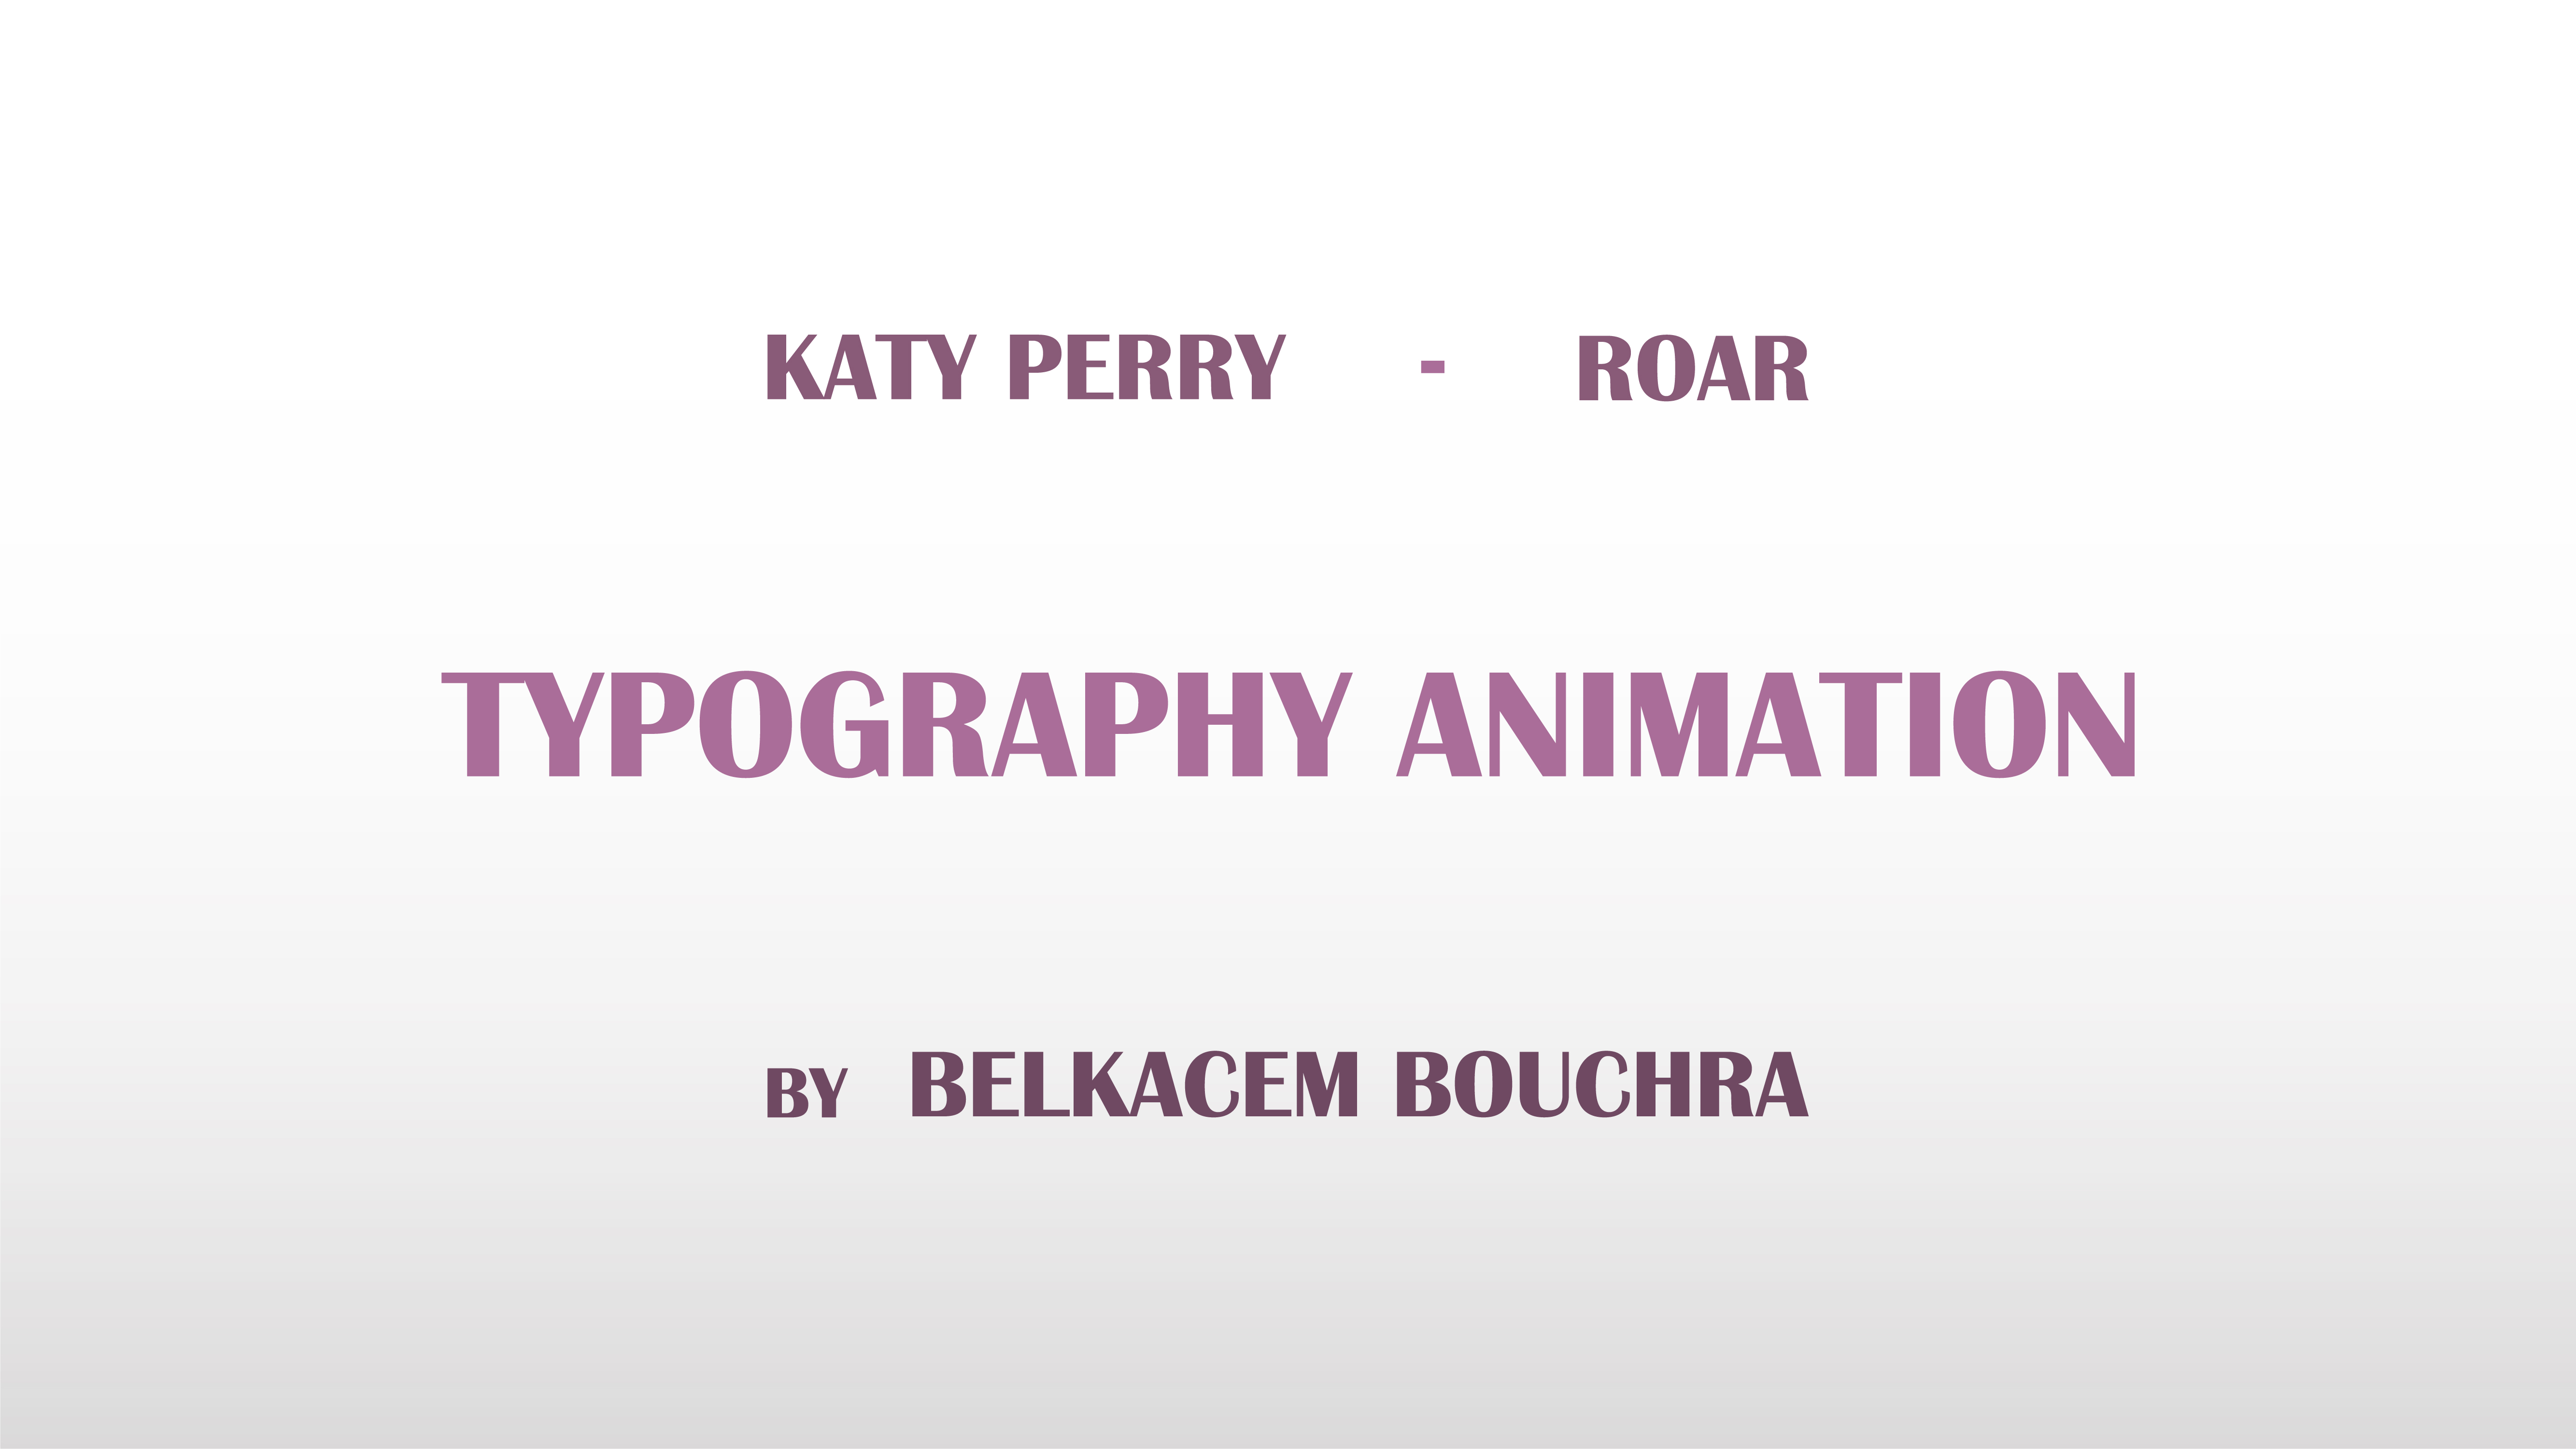 KATY PERRY - ROAR
TYPOGRAPHY ANIMATION
BY BELKACEM BOUCHRA